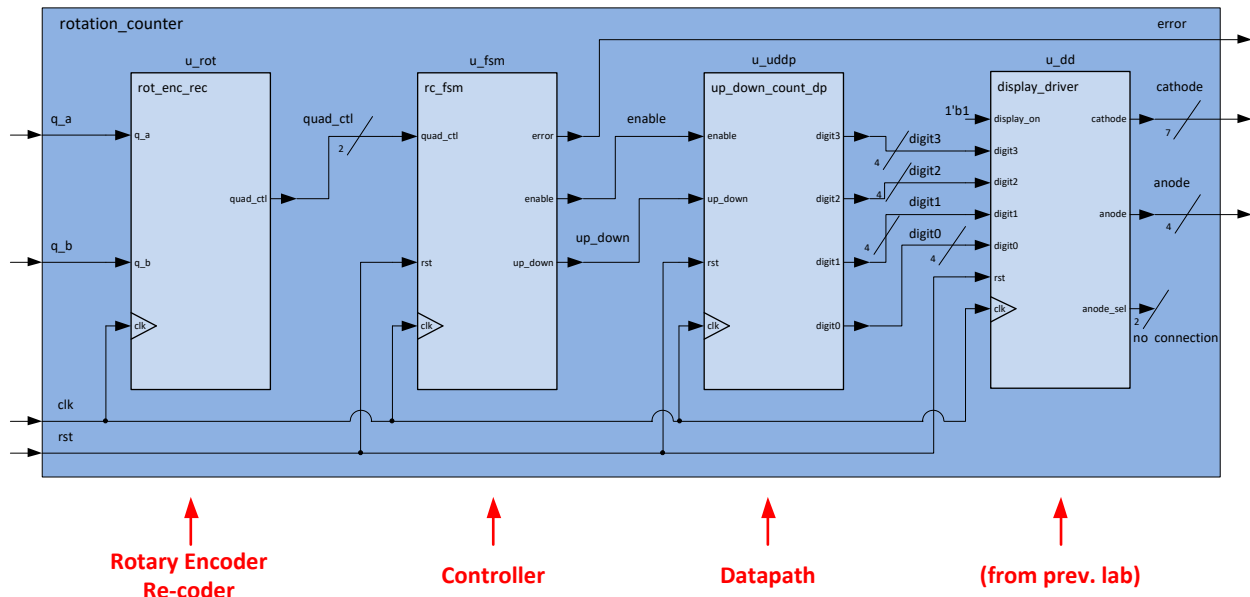 rotation_counter
error
u_rot
u_fsm
u_uddp
u_dd
rot_enc_rec
rc_fsm
up_down_count_dp
display_driver
q_a
q_a
quad_ctl
2
quad_ctl
error
enable
enable
digit3
4
digit3
1'b1
display_on
cathode
cathode
7
digit3
quad_ctl
enable
up_down
digit2
4
digit2
digit2
digit1
digit1
anode
anode
4
up_down
q_b
q_b
rst
up_down
rst
digit1
4
digit0
4
digit0
rst
clk
clk
clk
digit0
clk
anode_sel
2
no connection
clk
rst
Rotary Encoder
Re-coder
Controller
Datapath
(from prev. lab)